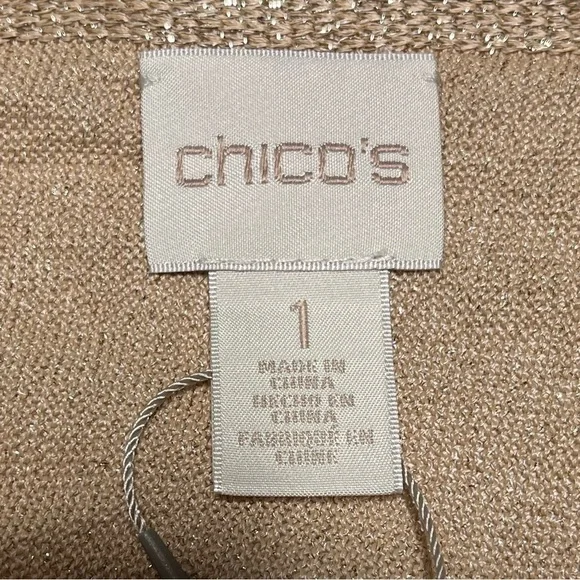 chico's
1
MADE IN
CHINA
HECHO EN
CHINA
FABRIQUÉ EN
CHINE